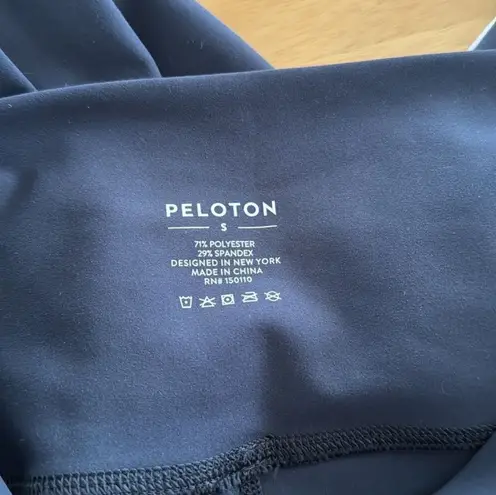 PELOTON
S
71% POLYESTER
29% SPANDEX
DESIGNED IN NEW YORK
MADE IN CHINA
RN# 150110